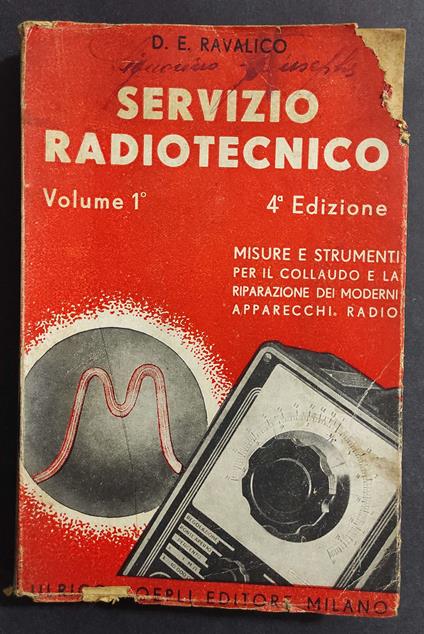 D. E. RAVALICO
SERVIZIO
RADIOTECNICO
Volume 1°
4ª Edizione
MISURE E STRUMENTI
PER IL COLLAUDO E LA
RIPARAZIONE DEI MODERNI
APPARECCHI RADIO
EDITORE MILANO